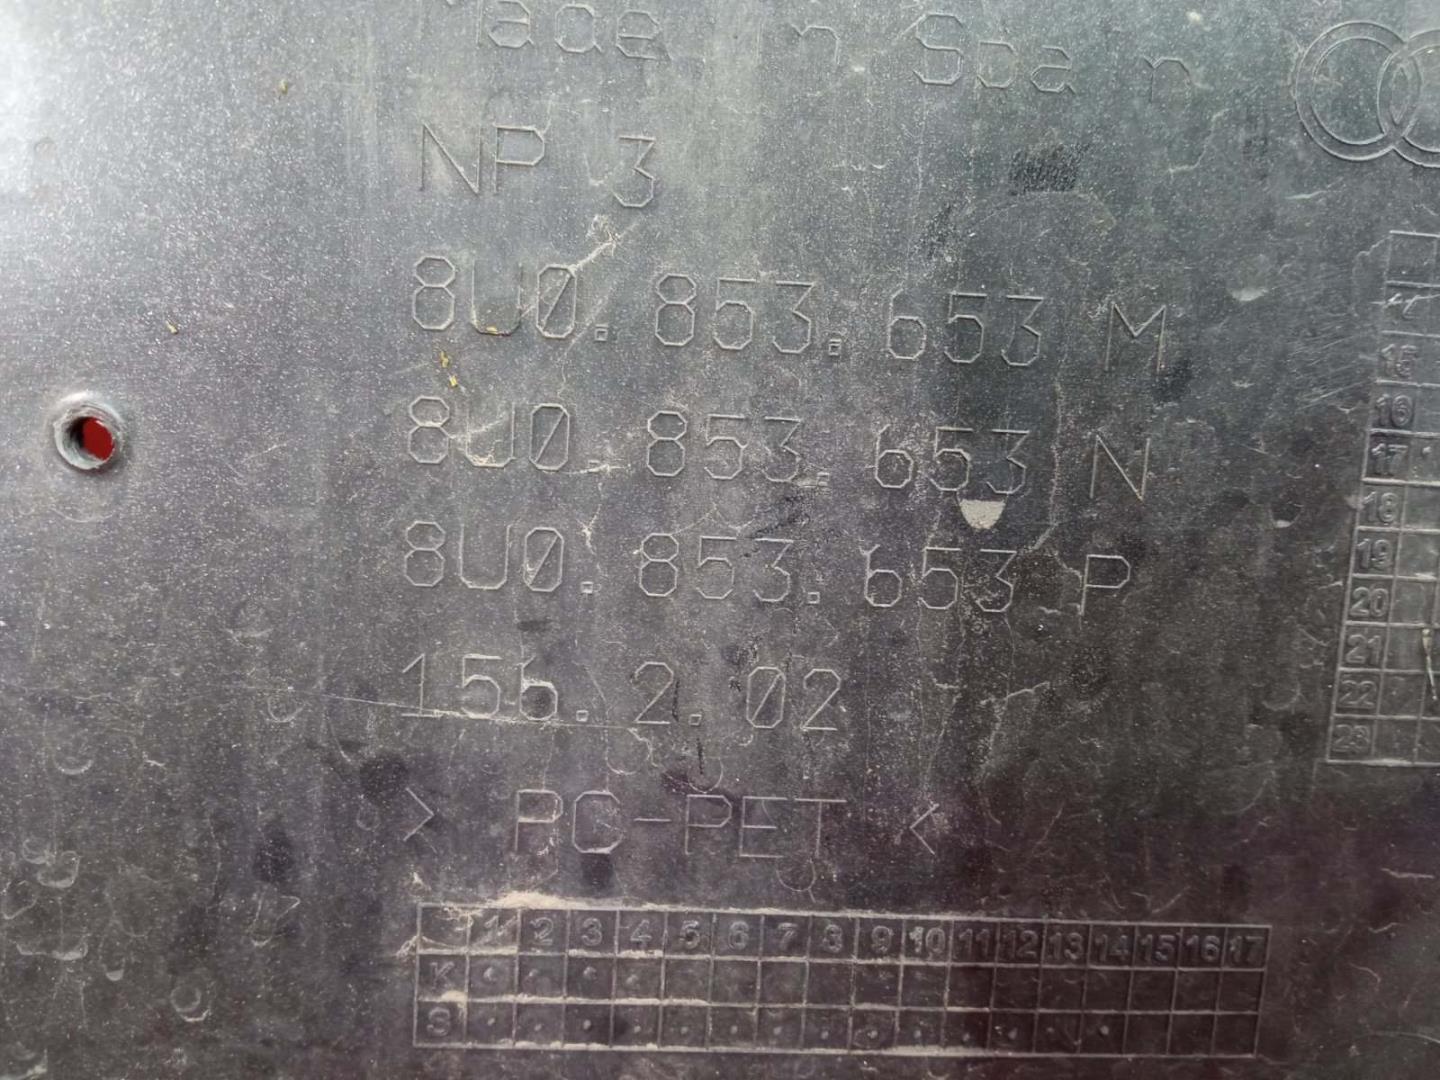 Made in Spain
NP 3
8U0.853.653 M
8U0.853.653 N
8U0.853.653 P
156.2.02
> PC-PET <
1 2 3 4 5 6 7 8 9 10 11 12 13 14 15 16 17
K
S
15
16
17
18
19
20
21
22
23